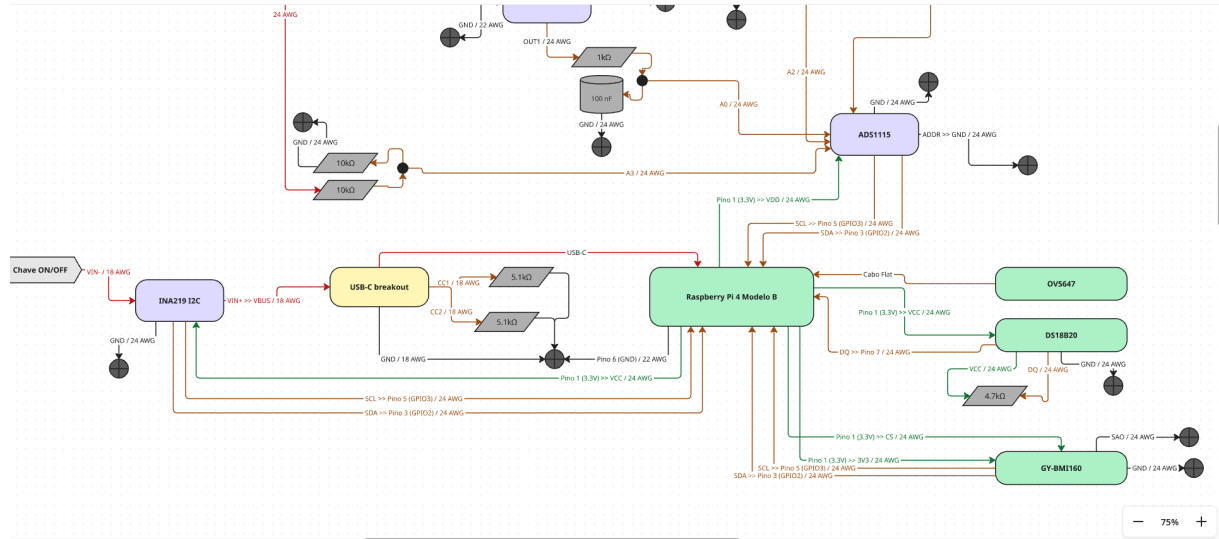 24 AWG
GND / 22 AWG
OUT1 / 24 AWG
1kΩ
A2 / 24 AWG
100 nF
A0 / 24 AWG
GND / 24 AWG
GND / 24 AWG
ADS1115
ADDR >> GND / 24 AWG
GND / 24 AWG
10kΩ
A3 / 24 AWG
10kΩ
Pino 1 (3.3V) >> VDD / 24 AWG
SCL >> Pino 5 (GPIO3) / 24 AWG
SDA >> Pino 3 (GPIO2) / 24 AWG
USB-C
Chave ON/OFF
VIN- / 18 AWG
INA219 I2C
VIN+ >> VBUS / 18 AWG
USB-C breakout
CC1 / 18 AWG
5.1kΩ
CC2 / 18 AWG
5.1kΩ
Raspberry Pi 4 Modelo B
Cabo Flat
OV5647
Pino 1 (3.3V) >> VCC / 24 AWG
DS18B20
GND / 24 AWG
GND / 18 AWG
Pino 6 (GND) / 22 AWG
DQ >> Pino 7 / 24 AWG
VCC / 24 AWG
DQ / 24 AWG
GND / 24 AWG
Pino 1 (3.3V) >> VCC / 24 AWG
4.7kΩ
SCL >> Pino 5 (GPIO3) / 24 AWG
SDA >> Pino 3 (GPIO2) / 24 AWG
Pino 1 (3.3V) >> CS / 24 AWG
SAO / 24 AWG
Pino 1 (3.3V) >> 3V3 / 24 AWG
SCL >> Pino 5 (GPIO3) / 24 AWG
SDA >> Pino 3 (GPIO2) / 24 AWG
GY-BMI160
GND / 24 AWG
75%